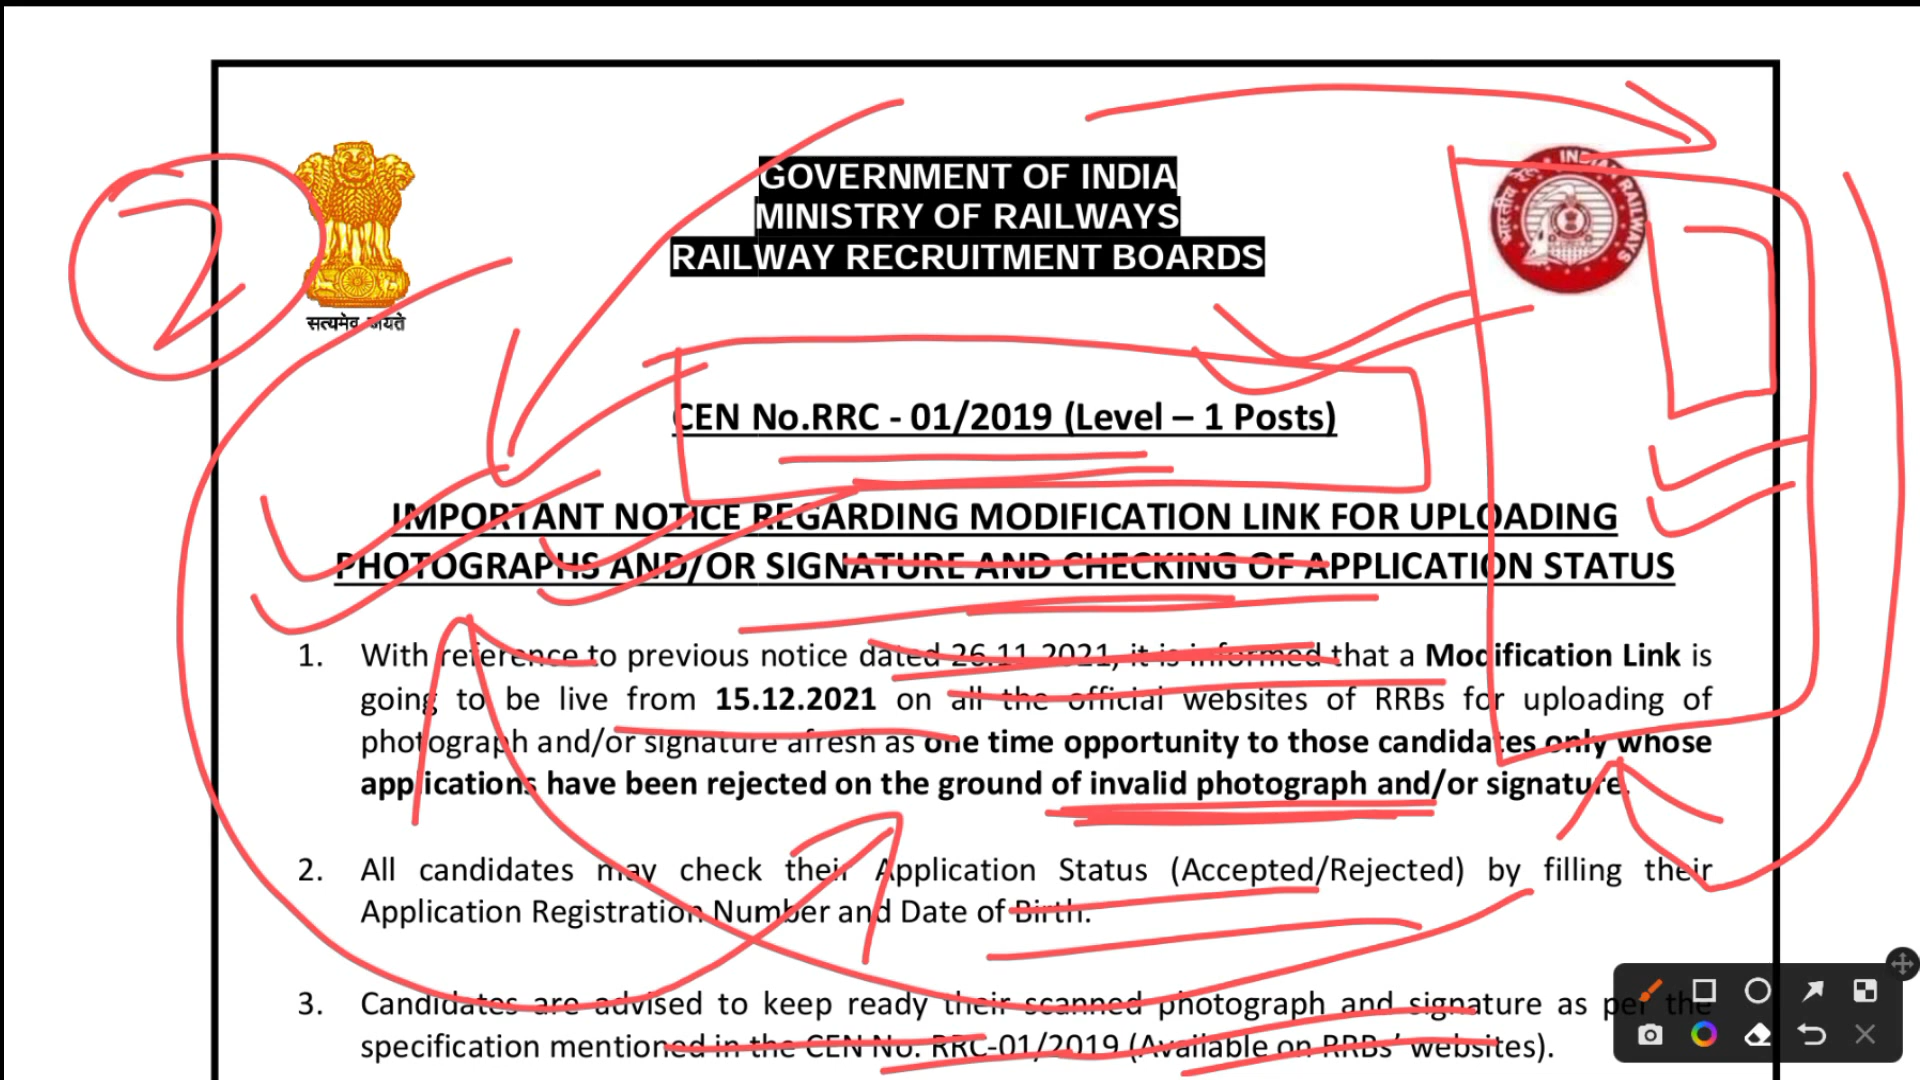 GOVERNMENT OF INDIA
MINISTRY OF RAILWAYS
RAILWAY RECRUITMENT BOARDS
सत्यमेव जयते
भारतीय रेल INDIAN RAILWAYS
2
CEN No.RRC - 01/2019 (Level – 1 Posts)
IMPORTANT NOTICE REGARDING MODIFICATION LINK FOR UPLOADING
PHOTOGRAPHS AND/OR SIGNATURE AND CHECKING OF APPLICATION STATUS
1. With reference to previous notice dated 26.11.2021, it is informed that a Modification Link is
going to be live from 15.12.2021 on all the official websites of RRBs for uploading of
photograph and/or signature afresh as one time opportunity to those candidates only whose
applications have been rejected on the ground of invalid photograph and/or signature.
2. All candidates may check their Application Status (Accepted/Rejected) by filling their
Application Registration Number and Date of Birth.
3. Candidates are advised to keep ready their scanned photograph and signature as per the
specification mentioned in the CEN No. RRC-01/2019 (Available on RRBs’ websites).